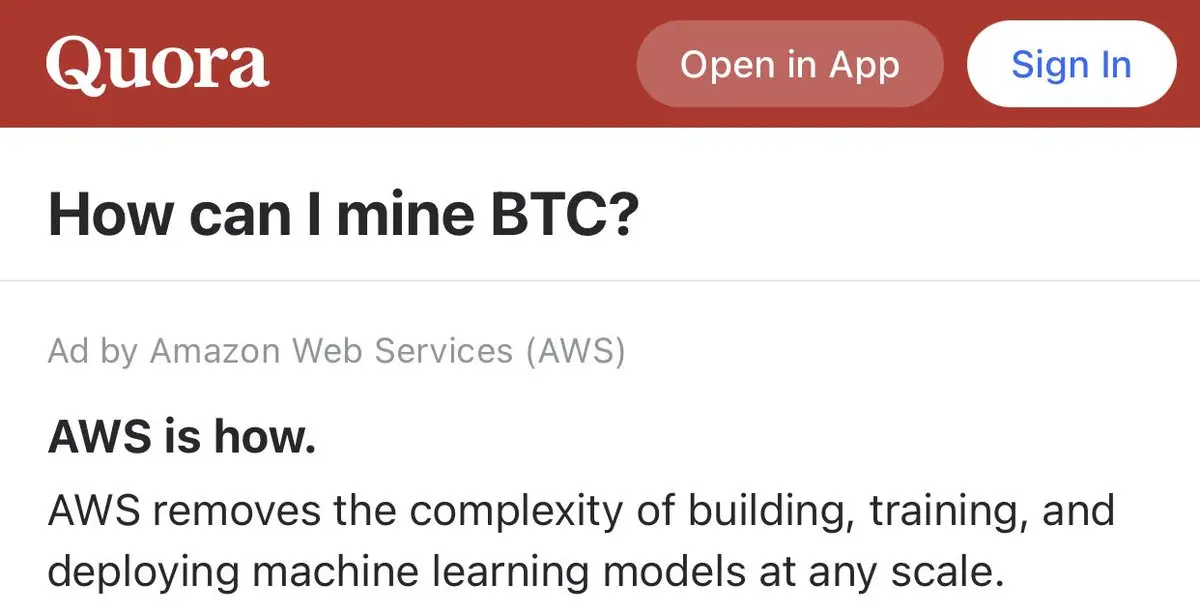 Quora
Open in App
Sign In
How can I mine BTC?
Ad by Amazon Web Services (AWS)
AWS is how.
AWS removes the complexity of building, training, and
deploying machine learning models at any scale.